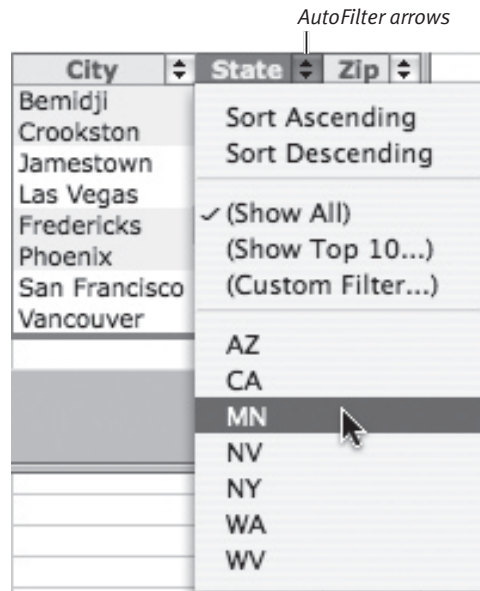 AutoFilter arrows
City State Zip
Bemidji
Crookston
Jamestown
Las Vegas
Fredericks
Phoenix
San Francisco
Vancouver
Sort Ascending
Sort Descending
✓ (Show All)
(Show Top 10...)
(Custom Filter...)
AZ
CA
MN
NV
NY
WA
WV